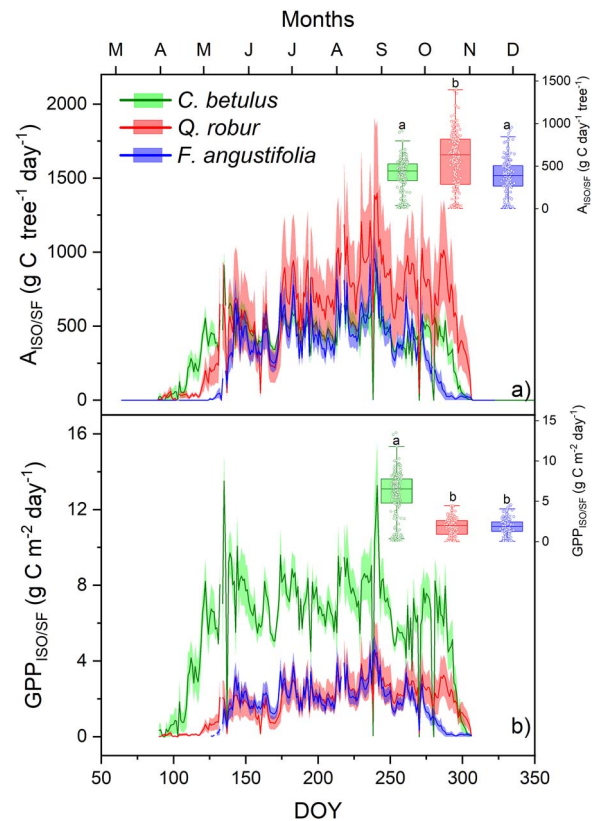 Months
M A M J J A S O N D
2000
1500
1000
500
0
A_ISO/SF (g C tree⁻¹ day⁻¹)
C. betulus
Q. robur
F. angustifolia
a b a
1500
1000
500
0
A_ISO/SF (g C day⁻¹ tree⁻¹)
a)
16
12
8
4
0
GPP_ISO/SF (g C m⁻² day⁻¹)
a b b
15
10
5
0
GPP_ISO/SF (g C m⁻² day⁻¹)
b)
50 100 150 200 250 300 350
DOY